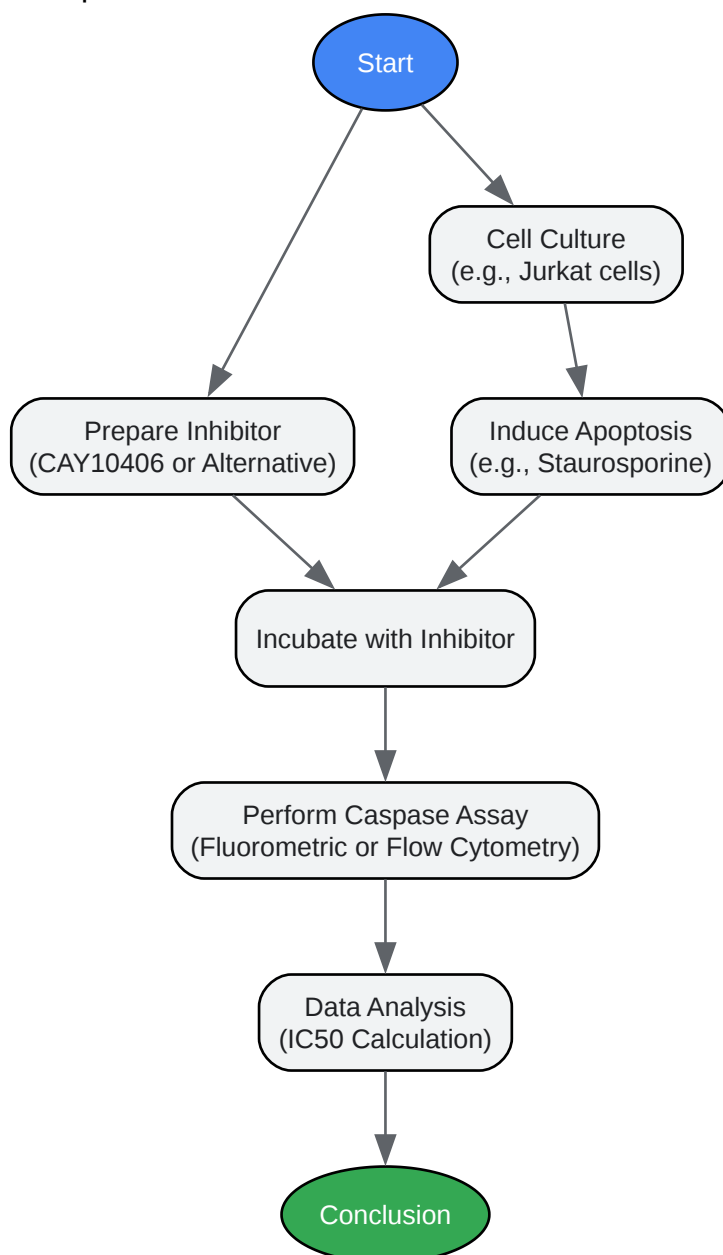 Start
Cell Culture
(e.g., Jurkat cells)
Prepare Inhibitor
(CAY10406 or Alternative)
Induce Apoptosis
(e.g., Staurosporine)
Incubate with Inhibitor
Perform Caspase Assay
(Fluorometric or Flow Cytometry)
Data Analysis
(IC50 Calculation)
Conclusion